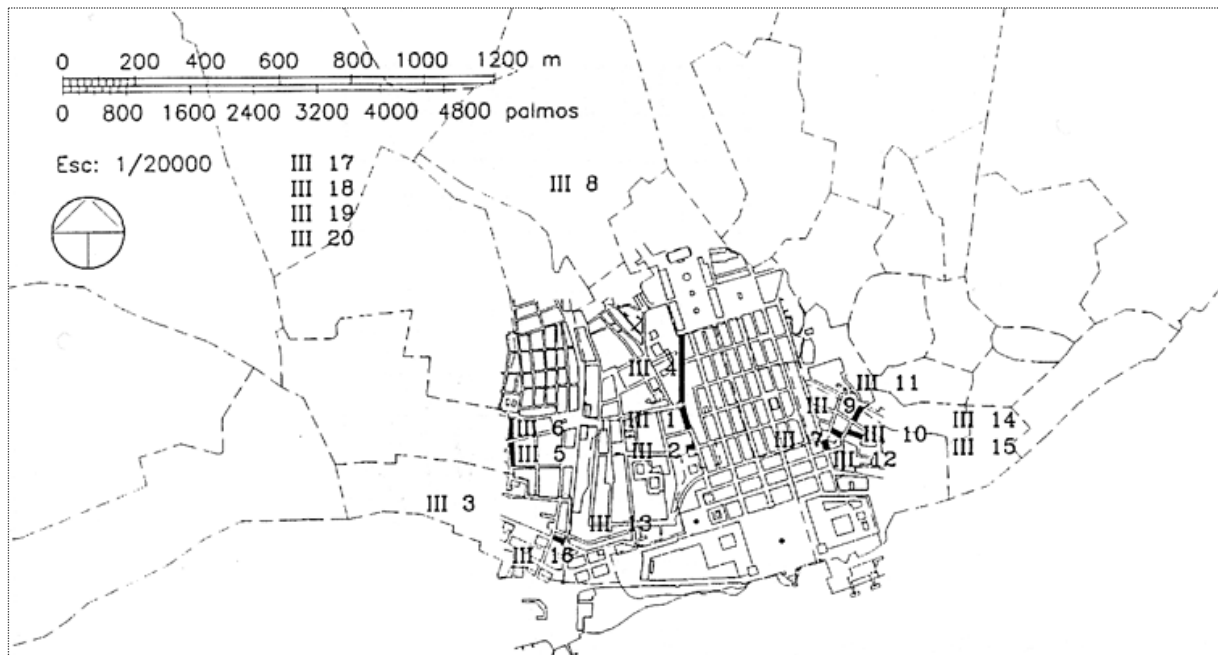 0 200 400 600 800 1000 1200 m
0 800 1600 2400 3200 4000 4800 palmos
Esc: 1/20000
III 17
III 18
III 19
III 20
III 8
III 4
III 11
III 9
III 1
III 14
III 6
III 7
III 10
III 2
III 15
III 5
III 12
III 3
III 13
III 16